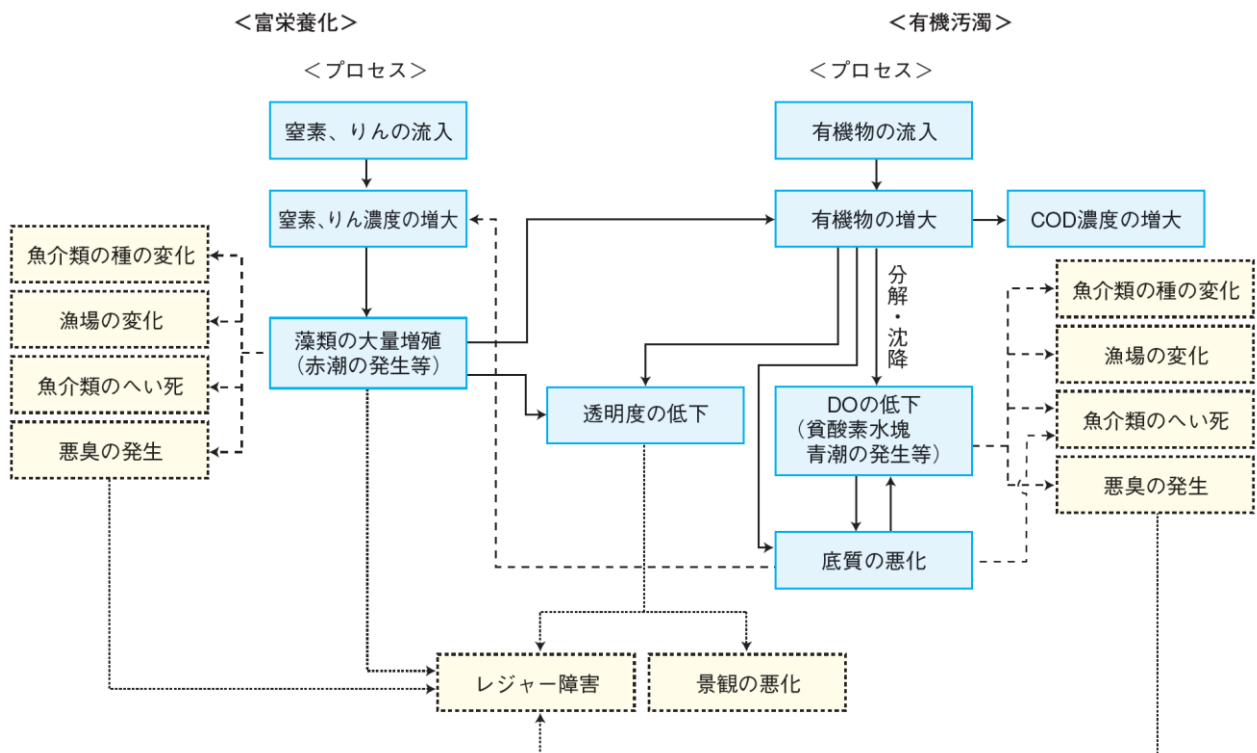 ＜富栄養化＞
＜有機汚濁＞
＜プロセス＞
＜プロセス＞
窒素、りんの流入
有機物の流入
窒素、りん濃度の増大
有機物の増大
COD濃度の増大
魚介類の種の変化
漁場の変化
魚介類のへい死
悪臭の発生
藻類の大量増殖
（赤潮の発生等）
透明度の低下
分解・沈降
DOの低下
（貧酸素水塊
青潮の発生等）
底質の悪化
魚介類の種の変化
漁場の変化
魚介類のへい死
悪臭の発生
レジャー障害
景観の悪化